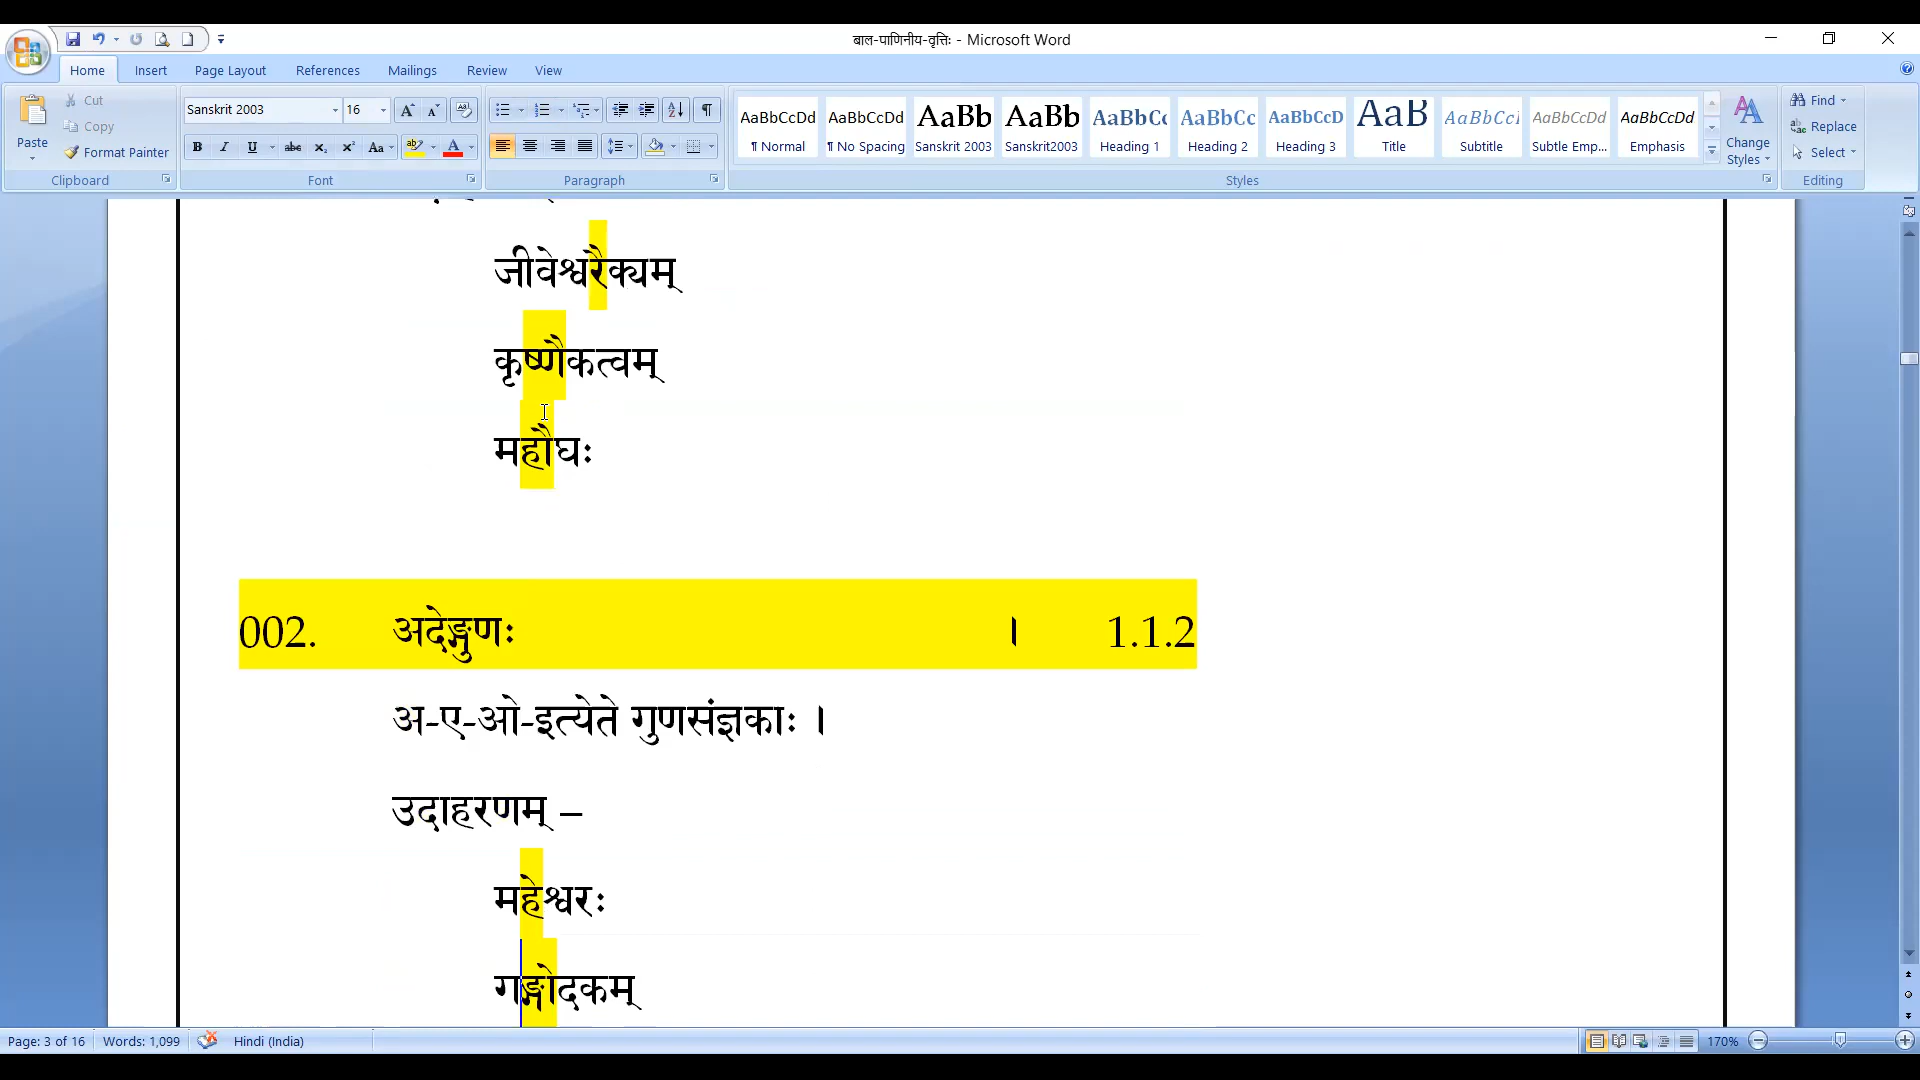 बाल-पाणिनीय-वृत्तिः - Microsoft Word
Home Insert Page Layout References Mailings Review View
Paste
Cut
Copy
Format Painter
Clipboard
Sanskrit 2003 16
B I U abc x₂ x² Aa
Font
Paragraph
AaBbCcDd AaBbCcDd AaBb AaBb AaBbCc AaBbCc AaBbCcD AaB AaBbCcI AaBbCcDd AaBbCcDd
¶ Normal ¶ No Spacing Sanskrit 2003 Sanskrit2003 Heading 1 Heading 2 Heading 3 Title Subtitle Subtle Emp... Emphasis
Change Styles
Styles
Find
Replace
Select
Editing
जीवेश्वरैक्यम्
कृष्णैकत्वम्
महौघः
002. अदेङ्गुणः । 1.1.2
अ-ए-ओ-इत्येते गुणसंज्ञकाः ।
उदाहरणम् –
महेश्वरः
गङ्गोदकम्
Page: 3 of 16 Words: 1,099 Hindi (India) 170%